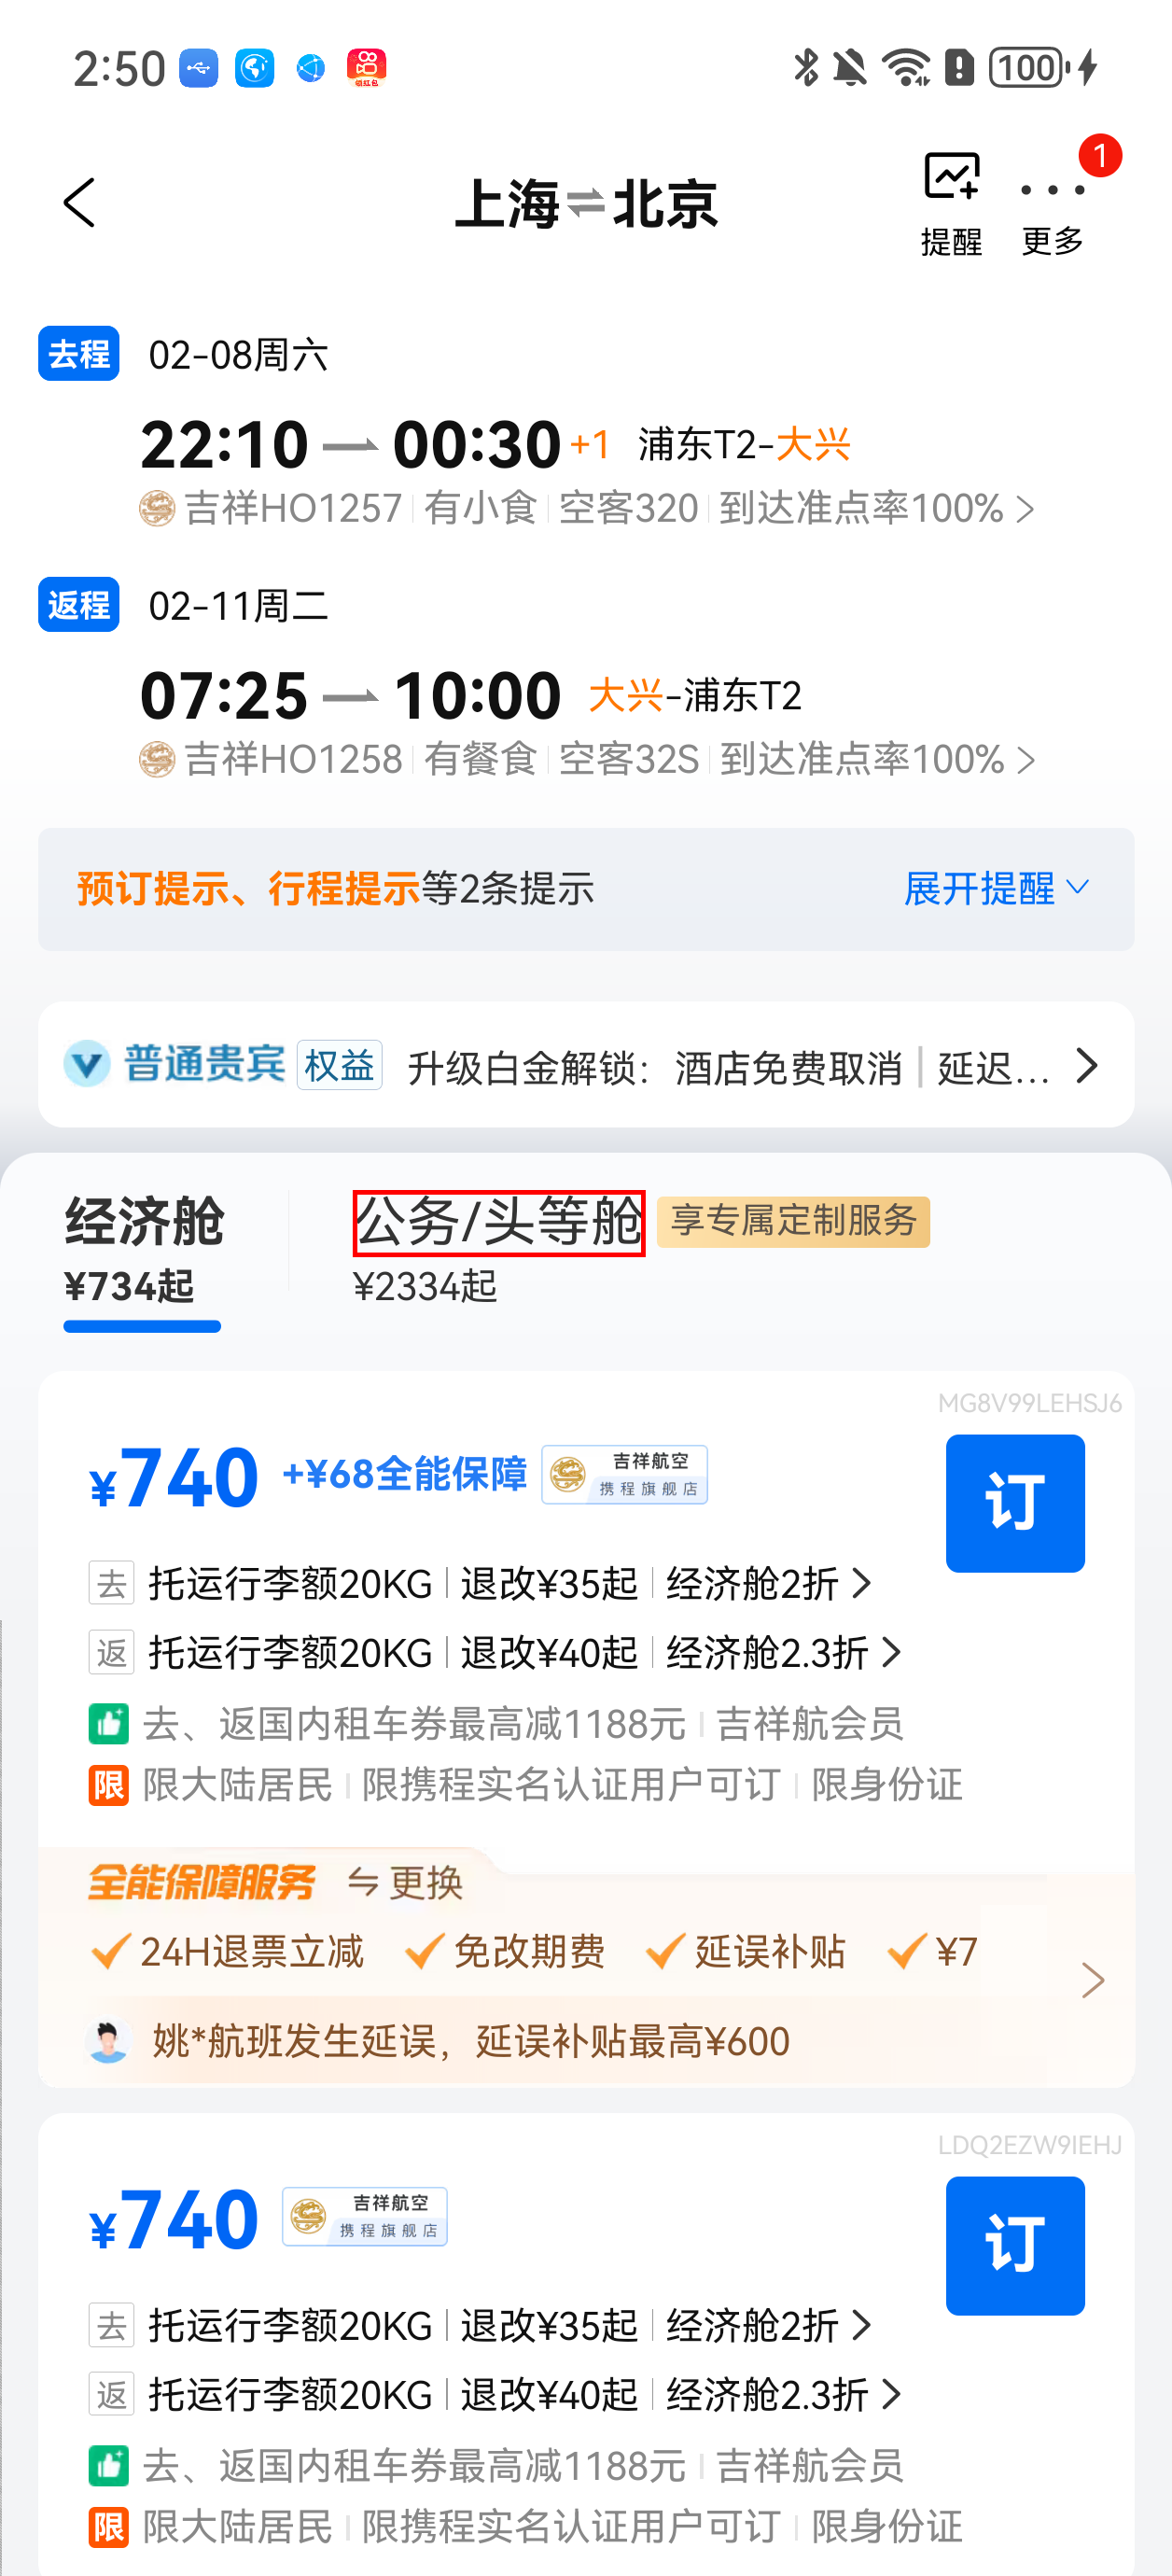 2:50
领红包
100
上海⇌北京
提醒
更多
1
去程 02-08周六
22:10 00:30 +1 浦东T2-大兴
吉祥HO1257 有小食 空客320 到达准点率100%
返程 02-11周二
07:25 10:00 大兴-浦东T2
吉祥HO1258 有餐食 空客32S 到达准点率100%
预订提示、行程提示等2条提示 展开提醒
普通贵宾 权益 升级白金解锁：酒店免费取消 | 延迟...
经济舱 公务/头等舱 享专属定制服务
¥734起 ¥2334起
MG8V99LEHSJ6
¥740 +¥68全能保障 吉祥航空
携程旗舰店
订
去 托运行李额20KG 退改¥35起 经济舱2折
返 托运行李额20KG 退改¥40起 经济舱2.3折
去、返国内租车券最高减1188元 吉祥航会员
限 限大陆居民 限携程实名认证用户可订 限身份证
全能保障服务 更换
24H退票立减 免改期费 延误补贴 ¥7
姚*航班发生延误，延误补贴最高¥600
LDQ2EZW9IEHJ
¥740 吉祥航空
携程旗舰店
订
去 托运行李额20KG 退改¥35起 经济舱2折
返 托运行李额20KG 退改¥40起 经济舱2.3折
去、返国内租车券最高减1188元 吉祥航会员
限 限大陆居民 限携程实名认证用户可订 限身份证